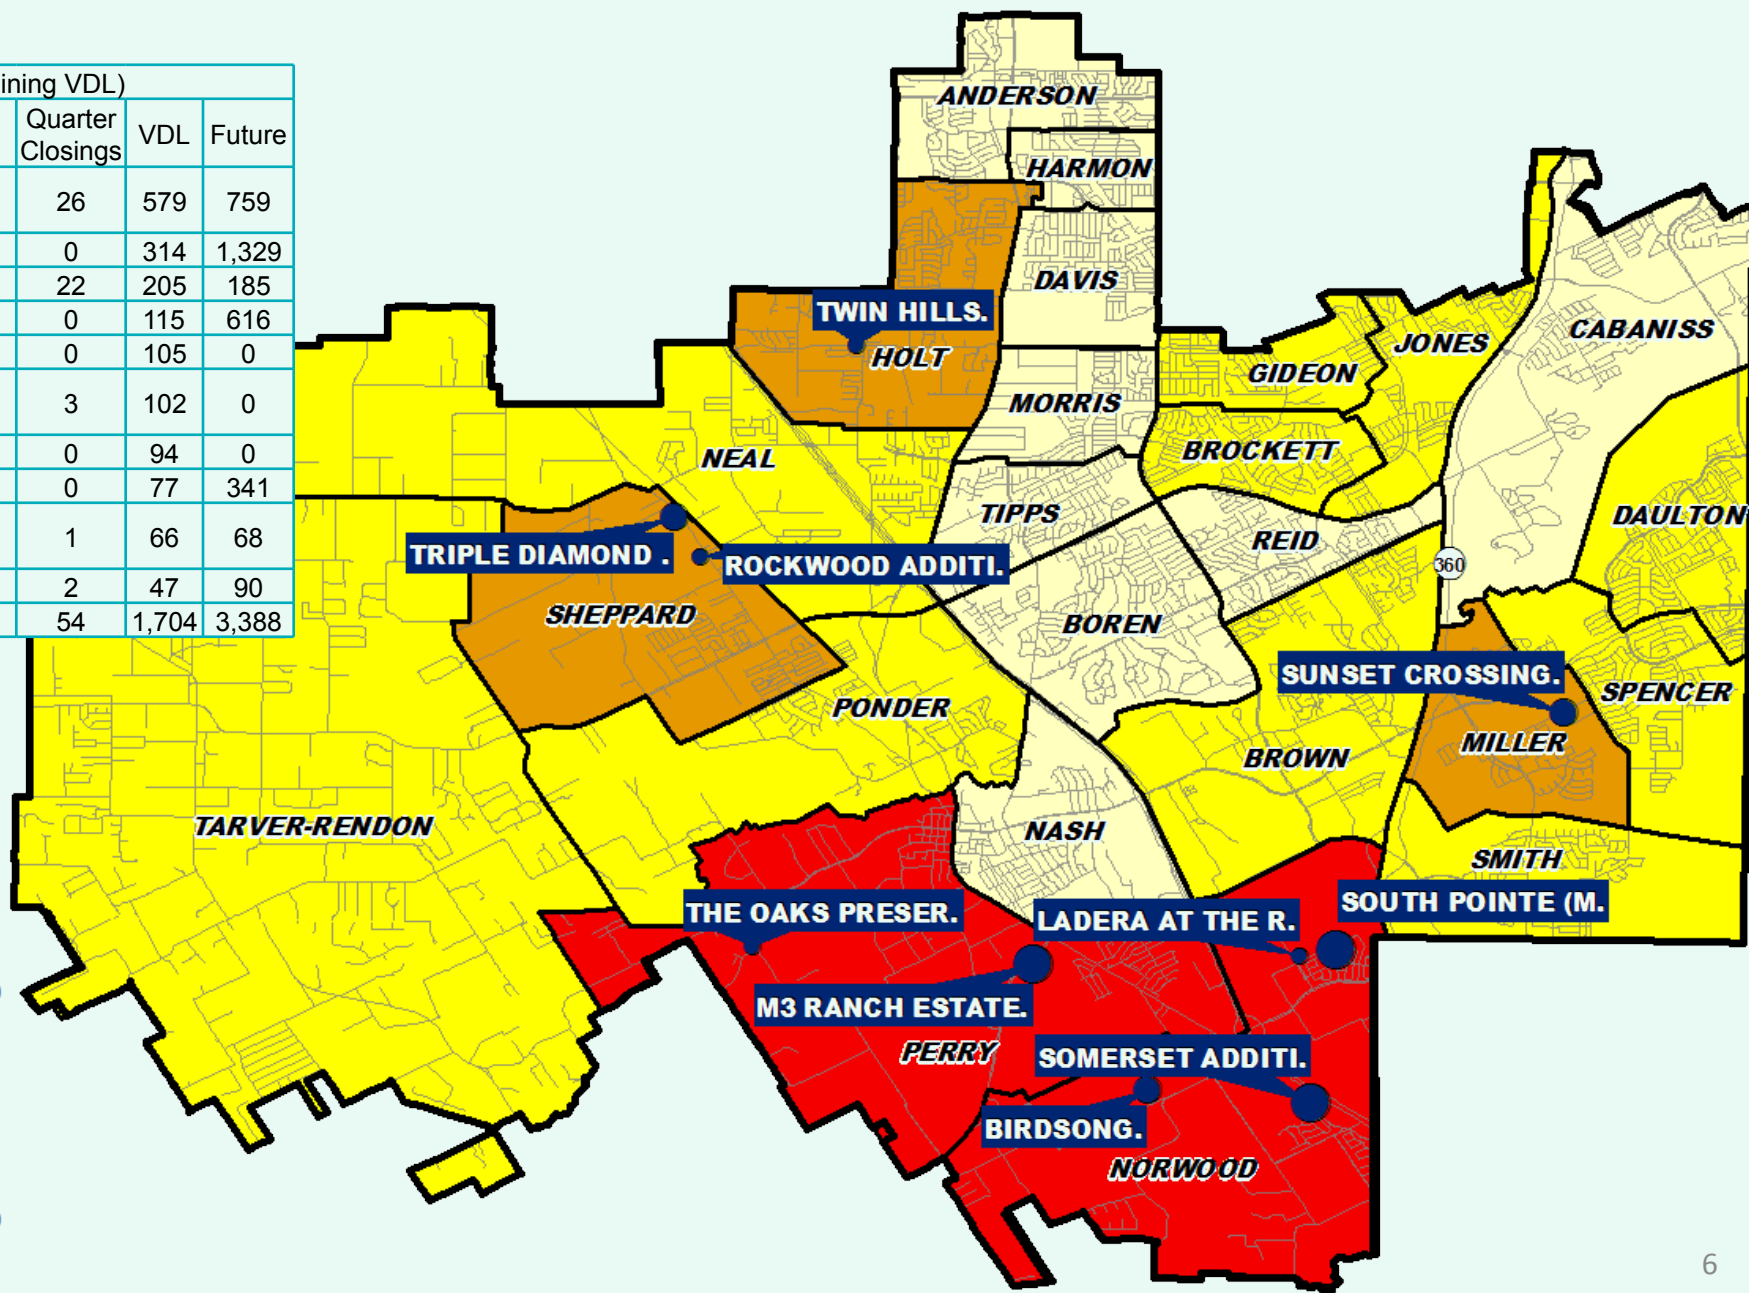 ining VDL)
Quarter Closings VDL Future
26 579 759
0 314 1,329
22 205 185
0 115 616
0 105 0
3 102 0
0 94 0
0 77 341
1 66 68
2 47 90
54 1,704 3,388
ANDERSON
HARMON
DAVIS
TWIN HILLS.
HOLT
CABANISS
JONES
GIDEON
MORRIS
BROCKETT
NEAL
TIPPS
DAULTON
REID
TRIPLE DIAMOND .
ROCKWOOD ADDITI.
360
SHEPPARD
BOREN
SUNSET CROSSING.
SPENCER
PONDER
MILLER
BROWN
TARVER-RENDON
NASH
SMITH
THE OAKS PRESER.
LADERA AT THE R.
SOUTH POINTE (M.
M3 RANCH ESTATE.
PERRY
SOMERSET ADDITI.
BIRDSONG.
NORWOOD
6